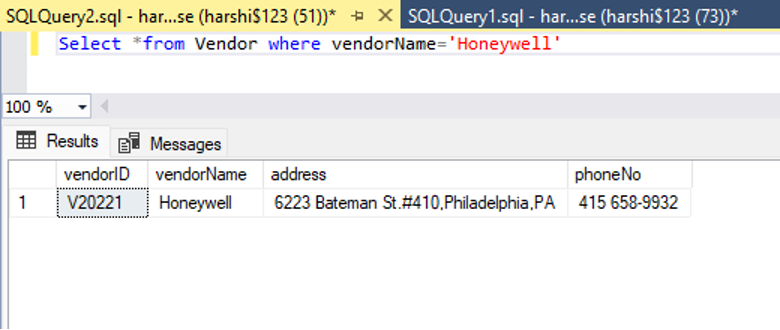 SQLQuery2.sql - har...se (harshi$123 (51))* SQLQuery1.sql - har...se (harshi$123 (73))*
Select *from Vendor where vendorName='Honeywell'
100 %
Results Messages
vendorID vendorName address phoneNo
1 V20221 Honeywell 6223 Bateman St.#410,Philadelphia,PA 415 658-9932